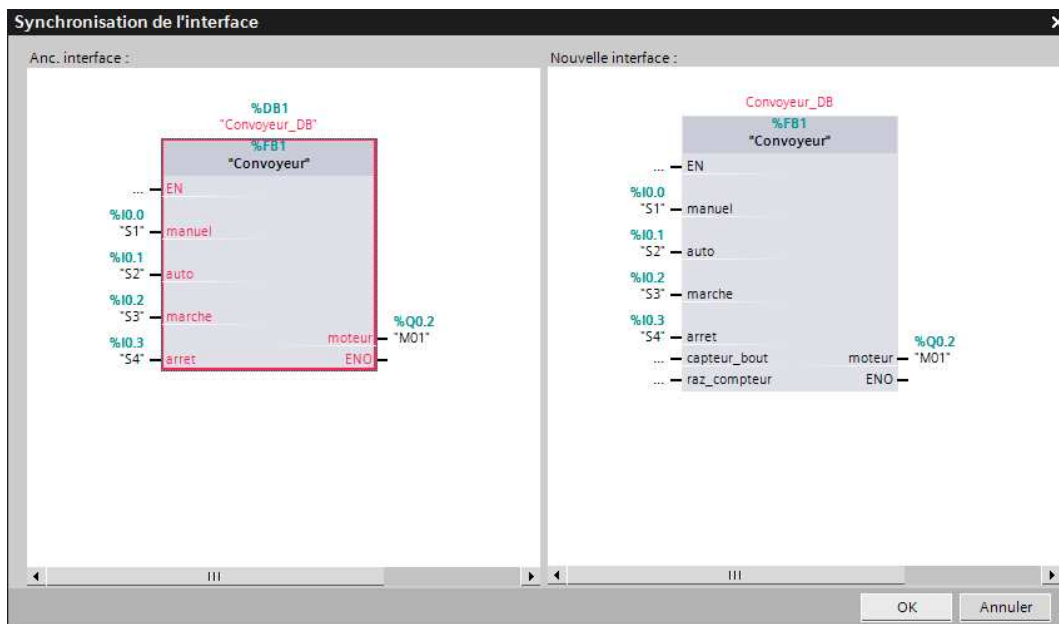 Synchronisation de l'interface
Anc. interface :
%DB1
"Convoyeur_DB"
%FB1
"Convoyeur"
... EN
%I0.0
"S1" manuel
%I0.1
"S2" auto
%I0.2
"S3" marche
%I0.3
"S4" arret
moteur
%Q0.2
"M01"
ENO
Nouvelle interface :
Convoyeur_DB
%FB1
"Convoyeur"
... EN
%I0.0
"S1" manuel
%I0.1
"S2" auto
%I0.2
"S3" marche
%I0.3
"S4" arret
%Q0.2
... capteur_bout moteur "M01"
... raz_compteur ENO
OK Annuler